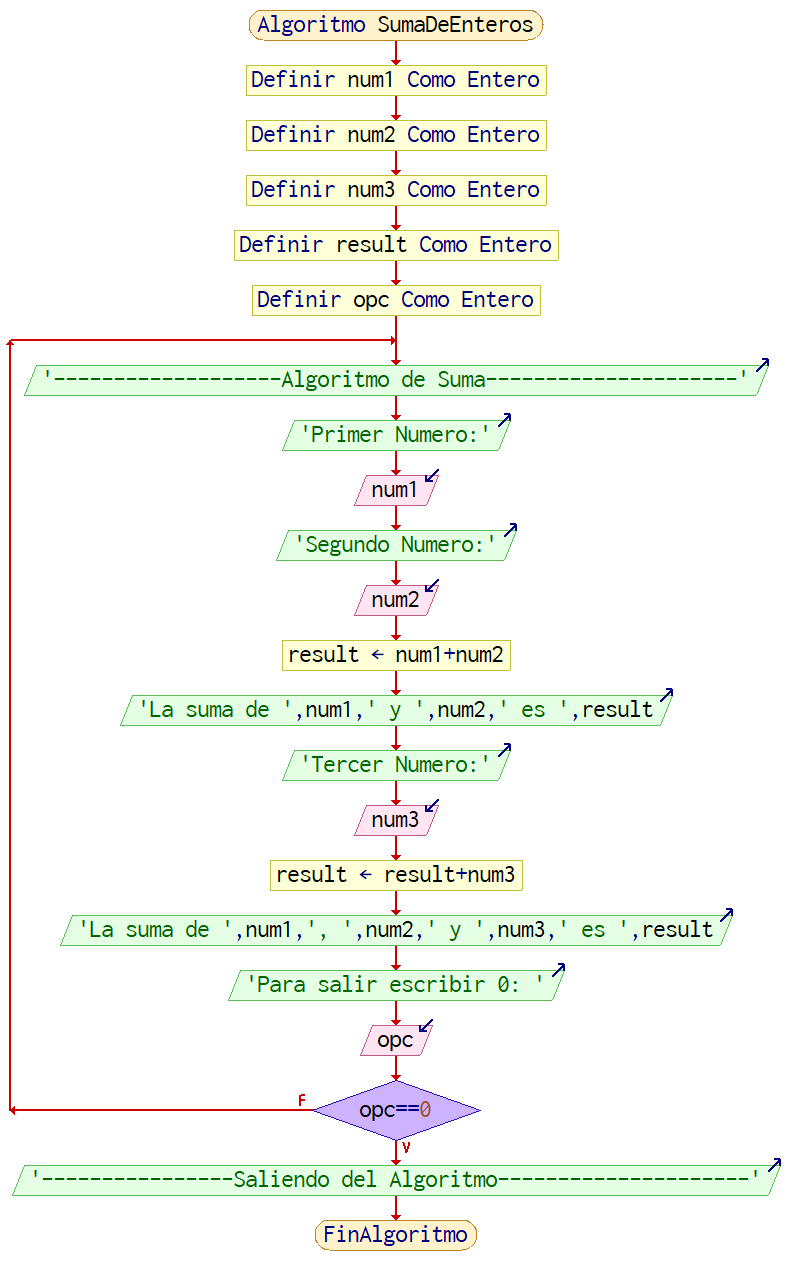 Algoritmo SumaDeEnteros
Definir num1 Como Entero
Definir num2 Como Entero
Definir num3 Como Entero
Definir result Como Entero
Definir opc Como Entero
'-------------------Algoritmo de Suma---------------------'
'Primer Numero:'
num1
'Segundo Numero:'
num2
result ← num1+num2
'La suma de ',num1,' y ',num2,' es ',result
'Tercer Numero:'
num3
result ← result+num3
'La suma de ',num1,', ',num2,' y ',num3,' es ',result
'Para salir escribir 0: '
opc
F
opc==0
V
'----------------Saliendo del Algoritmo---------------------'
FinAlgoritmo